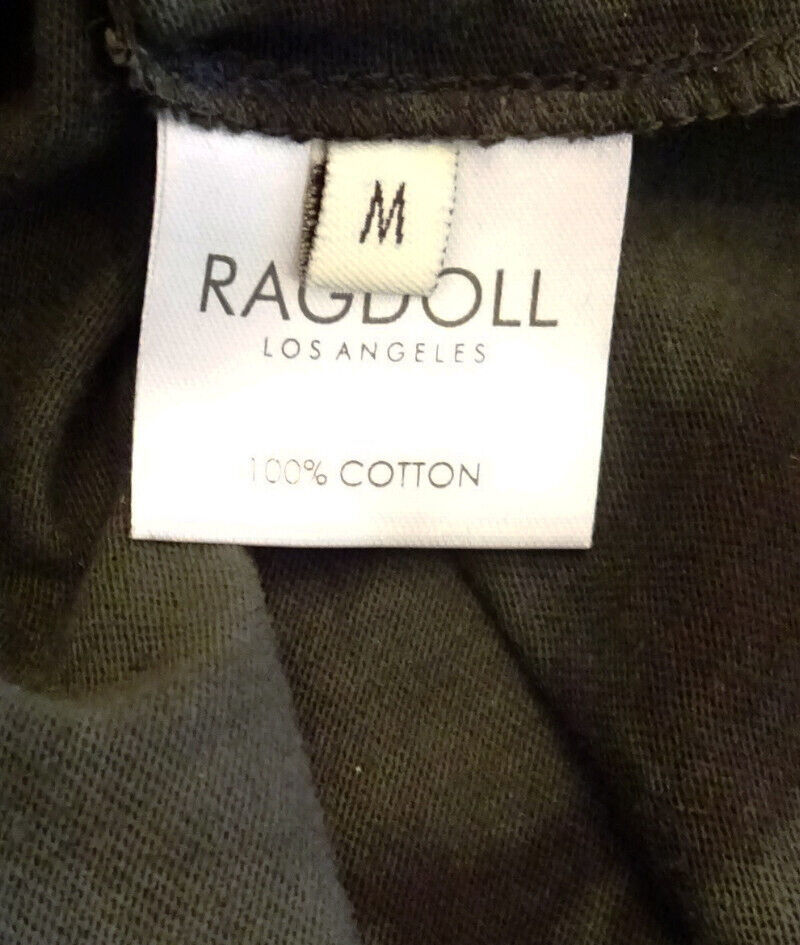 M
RAGDOLL
LOS ANGELES
100% COTTON